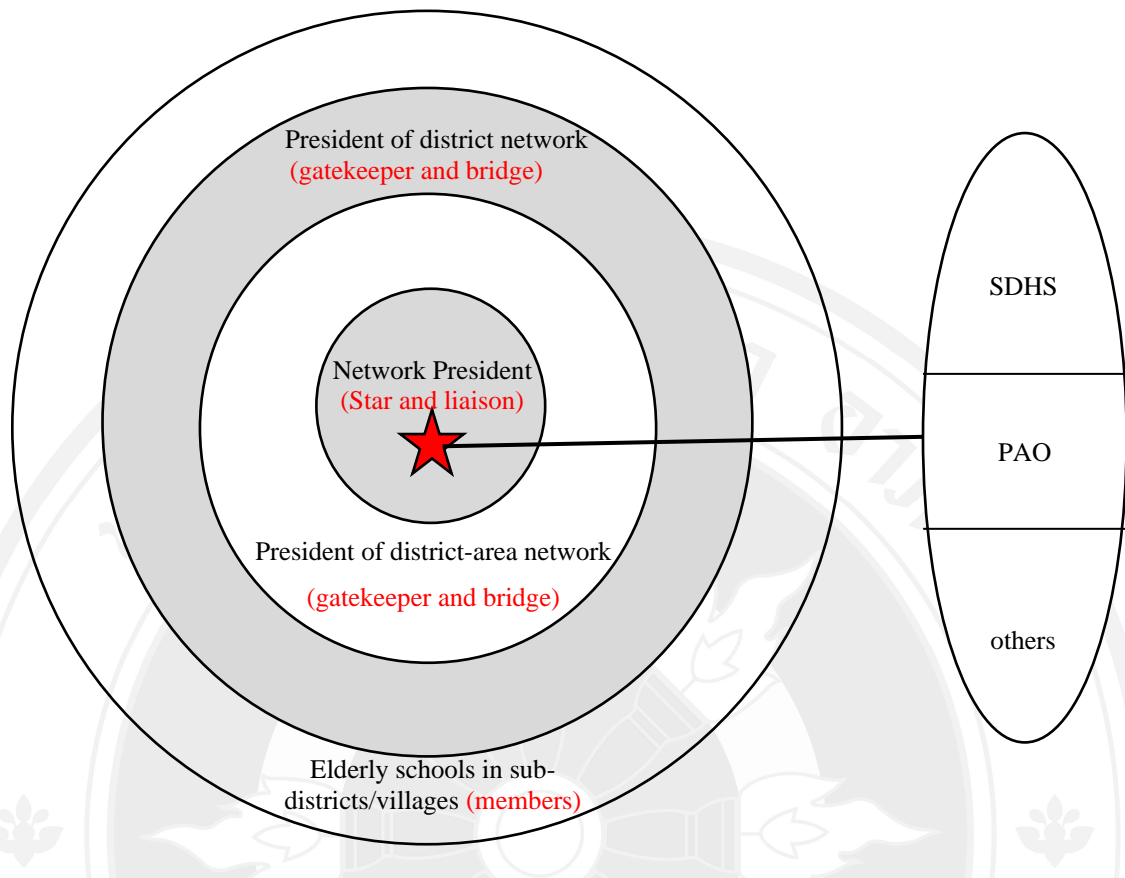 President of district network
(gatekeeper and bridge)
SDHS
Network President
(Star and liaison)
PAO
President of district-area network
(gatekeeper and bridge)
others
Elderly schools in sub-
districts/villages (members)